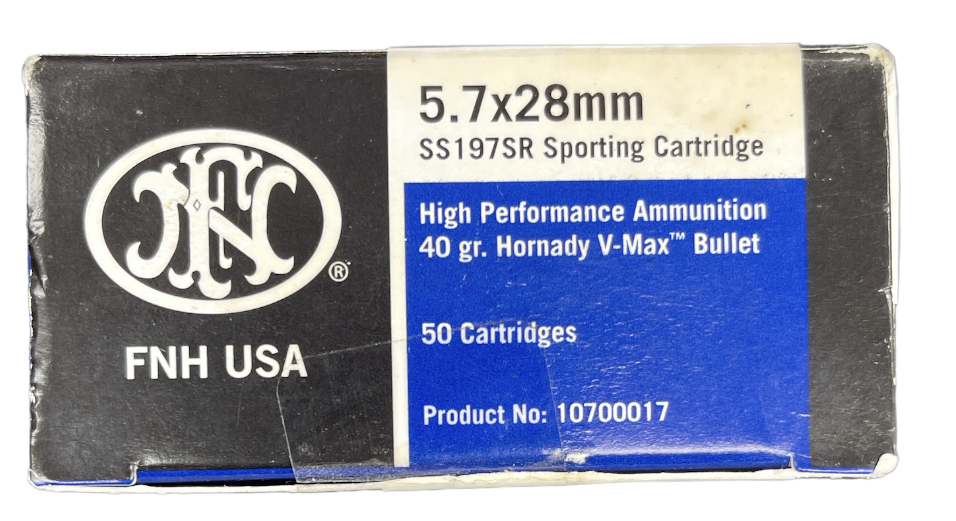 FN
®
FNH USA
5.7x28mm
SS197SR Sporting Cartridge
High Performance Ammunition
40 gr. Hornady V-Max™ Bullet
50 Cartridges
Product No: 10700017